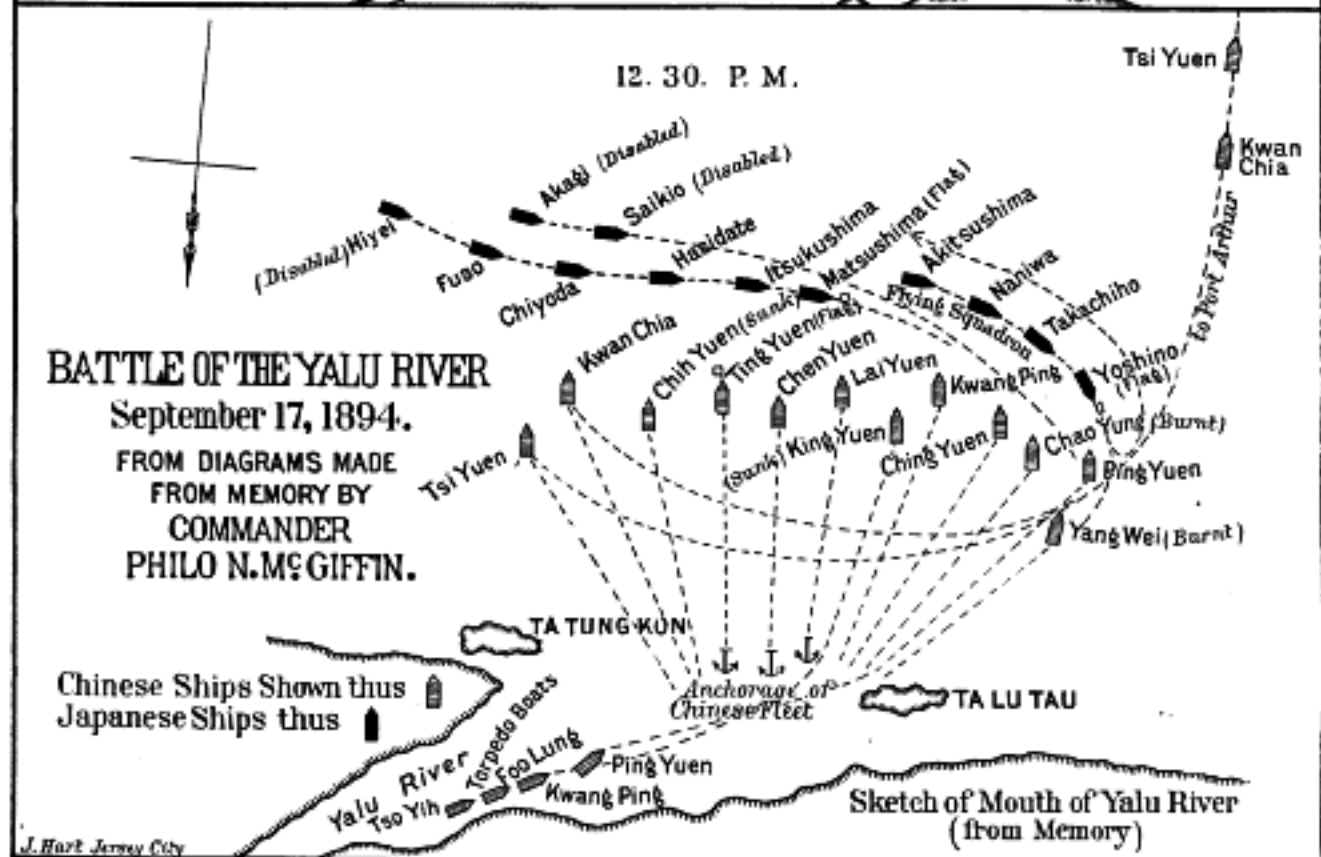 12. 30. P. M.
Tsi Yuen
Kwan
Chia
to Port Arthur
Akagi (Disabled)
Saikio (Disabled)
(Disabled) Hiyei
Fuso
Chiyoda
Hasidate
Itsukushima
Matsushima (Flag)
Akitsushima
Naniwa
Takachiho
Yoshino
(Flag)
Flying Squadron
BATTLE OF THE YALU RIVER
September 17, 1894.
FROM DIAGRAMS MADE
FROM MEMORY BY
COMMANDER
PHILO N. McGIFFIN.
Tsi Yuen
Kwan Chia
Chih Yuen (Sunk)
Ting Yuen (Flag)
Chen Yuen
Lai Yuen
(Sunk) King Yuen
Kwang Ping
Ching Yuen
Chao Yung (Burnt)
Ping Yuen
Yang Wei (Burnt)
TA TUNG KON
Anchorage of
Chinese Fleet
TA LU TAU
Chinese Ships Shown thus
Japanese Ships thus
Yalu River
Torpedo Boats
Tso Yih
Foo Lung
Kwang Ping
Ping Yuen
Sketch of Mouth of Yalu River
(from Memory)
J. Hart Jersey City